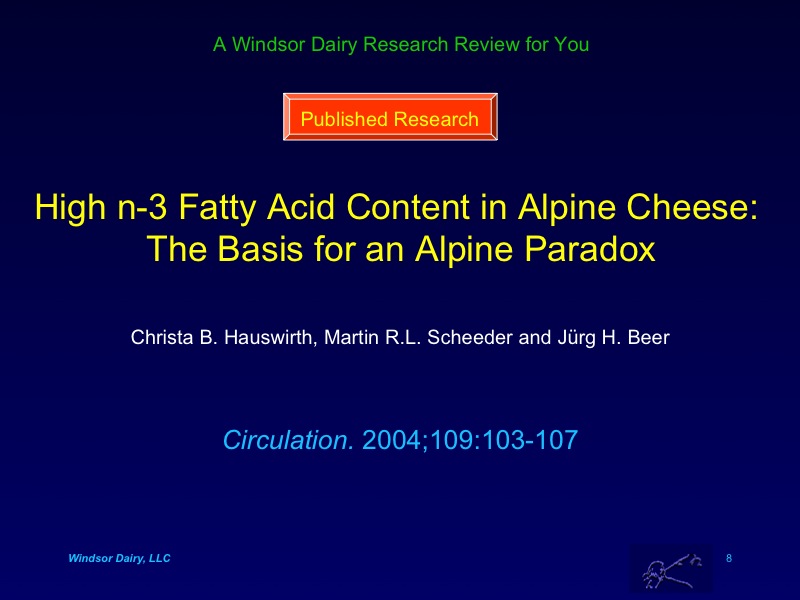 A Windsor Dairy Research Review for You
Published Research
High n-3 Fatty Acid Content in Alpine Cheese:
The Basis for an Alpine Paradox
Christa B. Hauswirth, Martin R.L. Scheeder and Jürg H. Beer
Circulation. 2004;109:103-107
Windsor Dairy, LLC
8